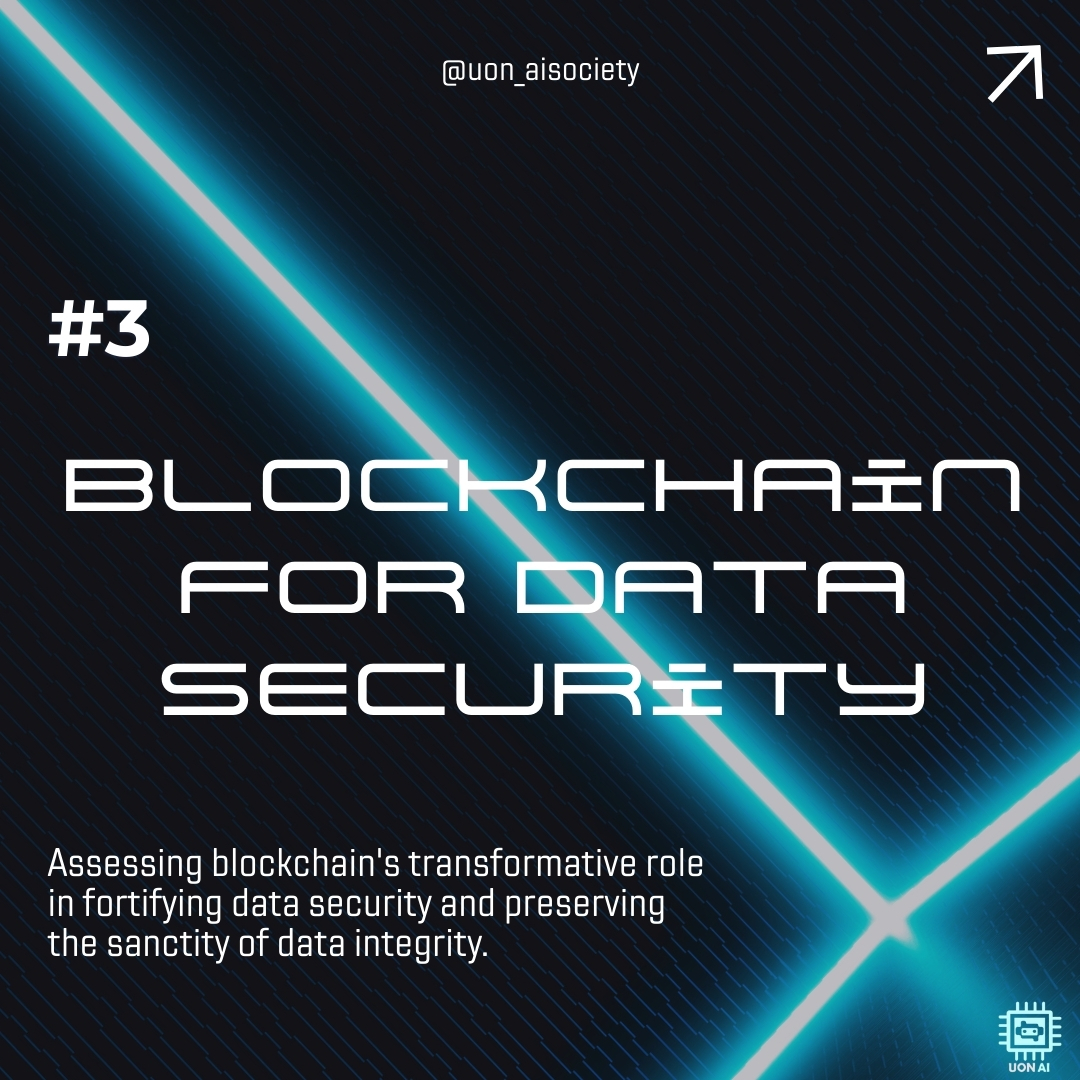 @uon_aisociety
#3
BLOCKCHAIN
FOR DATA
SECURITY
Assessing blockchain's transformative role
in fortifying data security and preserving
the sanctity of data integrity.
UON AI